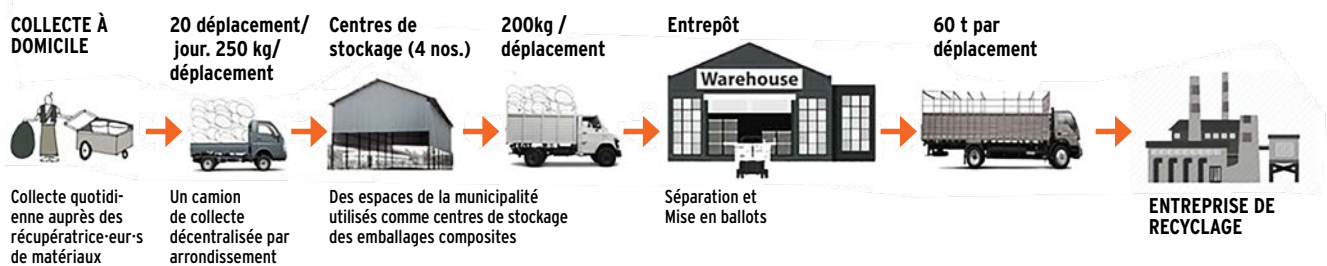 COLLECTE À
DOMICILE
20 déplacement/
jour. 250 kg/
déplacement
Centres de
stockage (4 nos.)
200kg /
déplacement
Entrepôt
60 t par
déplacement
Warehouse
Collecte quotidi-
enne auprès des
récupératrice·eur·s
de matériaux
Un camion
de collecte
décentralisée par
arrondissement
Des espaces de la municipalité
utilisés comme centres de stockage
des emballages composites
Séparation et
Mise en ballots
ENTREPRISE DE
RECYCLAGE